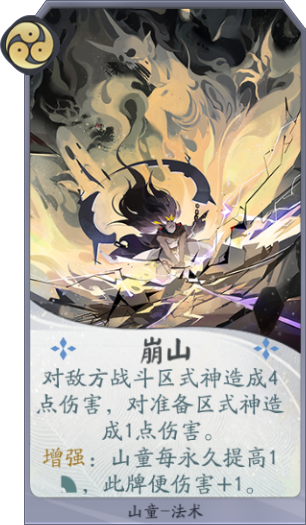 崩山
对敌方战斗区式神造成4
点伤害，对准备区式神造
成1点伤害。
增强：山童每永久提高1
，此牌便伤害+1。
山童-法术